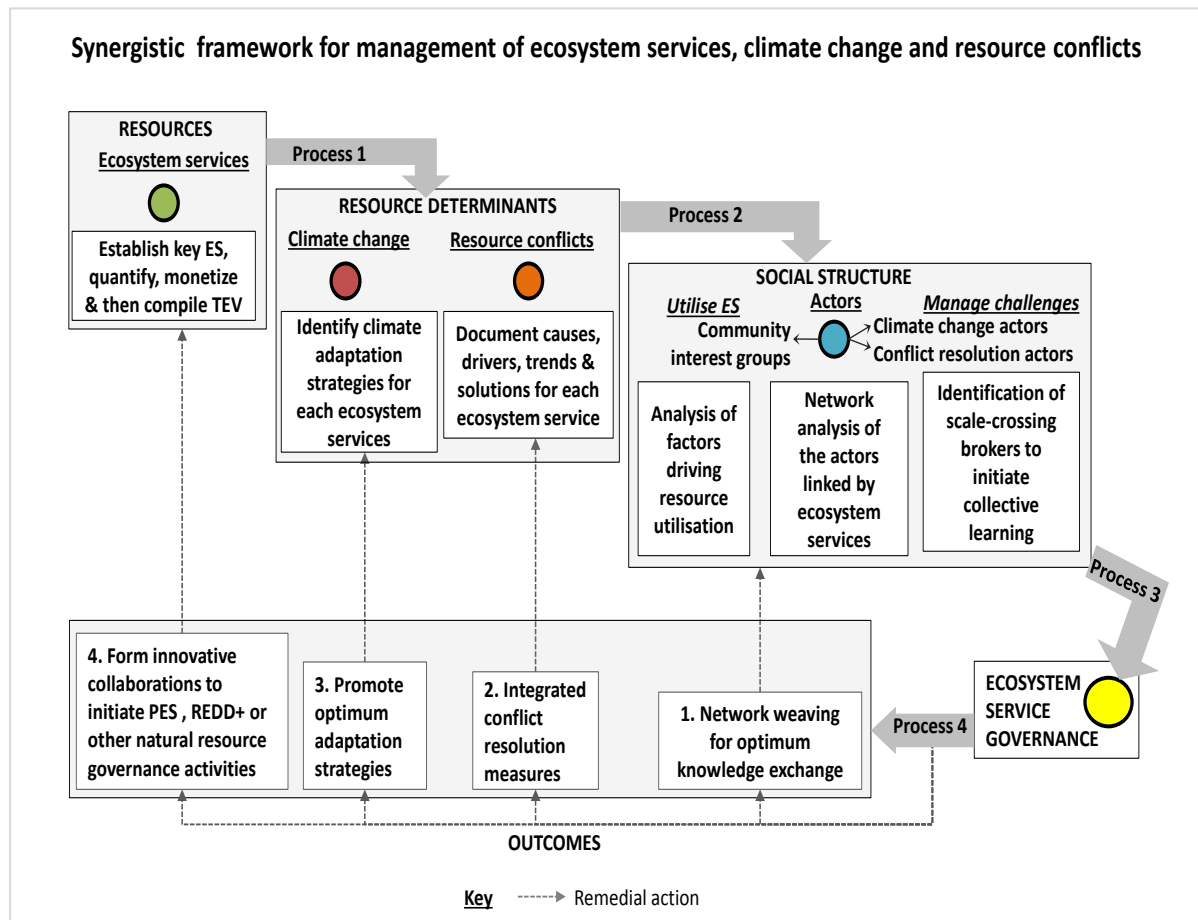 Synergistic framework for management of ecosystem services, climate change and resource conflicts
RESOURCES
Ecosystem services
Establish key ES,
quantify, monetize
& then compile TEV
Process 1
RESOURCE DETERMINANTS
Climate change
Identify climate
adaptation
strategies for
each ecosystem
services
Resource conflicts
Document causes,
drivers, trends &
solutions for each
ecosystem service
Process 2
SOCIAL STRUCTURE
Utilise ES
Actors
Manage challenges
Community
interest groups
Climate change actors
Conflict resolution actors
Analysis of
factors
driving
resource
utilisation
Network
analysis of
the actors
linked by
ecosystem
services
Identification of
scale-crossing
brokers to
initiate
collective
learning
Process 3
ECOSYSTEM
SERVICE
GOVERNANCE
Process 4
4. Form innovative
collaborations to
initiate PES , REDD+ or
other natural resource
governance activities
3. Promote
optimum
adaptation
strategies
2. Integrated
conflict
resolution
measures
1. Network weaving
for optimum
knowledge exchange
OUTCOMES
Key
Remedial action